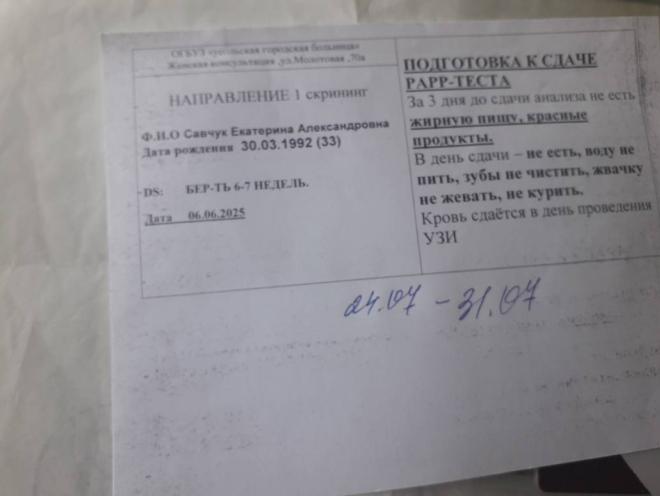 ОГБУЗ «усольская городская больница»
Женская консультация ,ул.Молотовая ,70а
НАПРАВЛЕНИЕ 1 скрининг
Ф.И.О Савчук Екатерина Александровна
Дата рождения 30.03.1992 (33)
DS: БЕР-ТЬ 6-7 НЕДЕЛЬ.
Дата 06.06.2025
ПОДГОТОВКА К СДАЧЕ
PAPP-ТЕСТА
За 3 дня до сдачи анализа не есть
жирную пищу, красные
продукты.
В день сдачи – не есть, воду не
пить, зубы не чистить, жвачку
не жевать, не курить.
Кровь сдаётся в день проведения
УЗИ
24.07 – 31.07